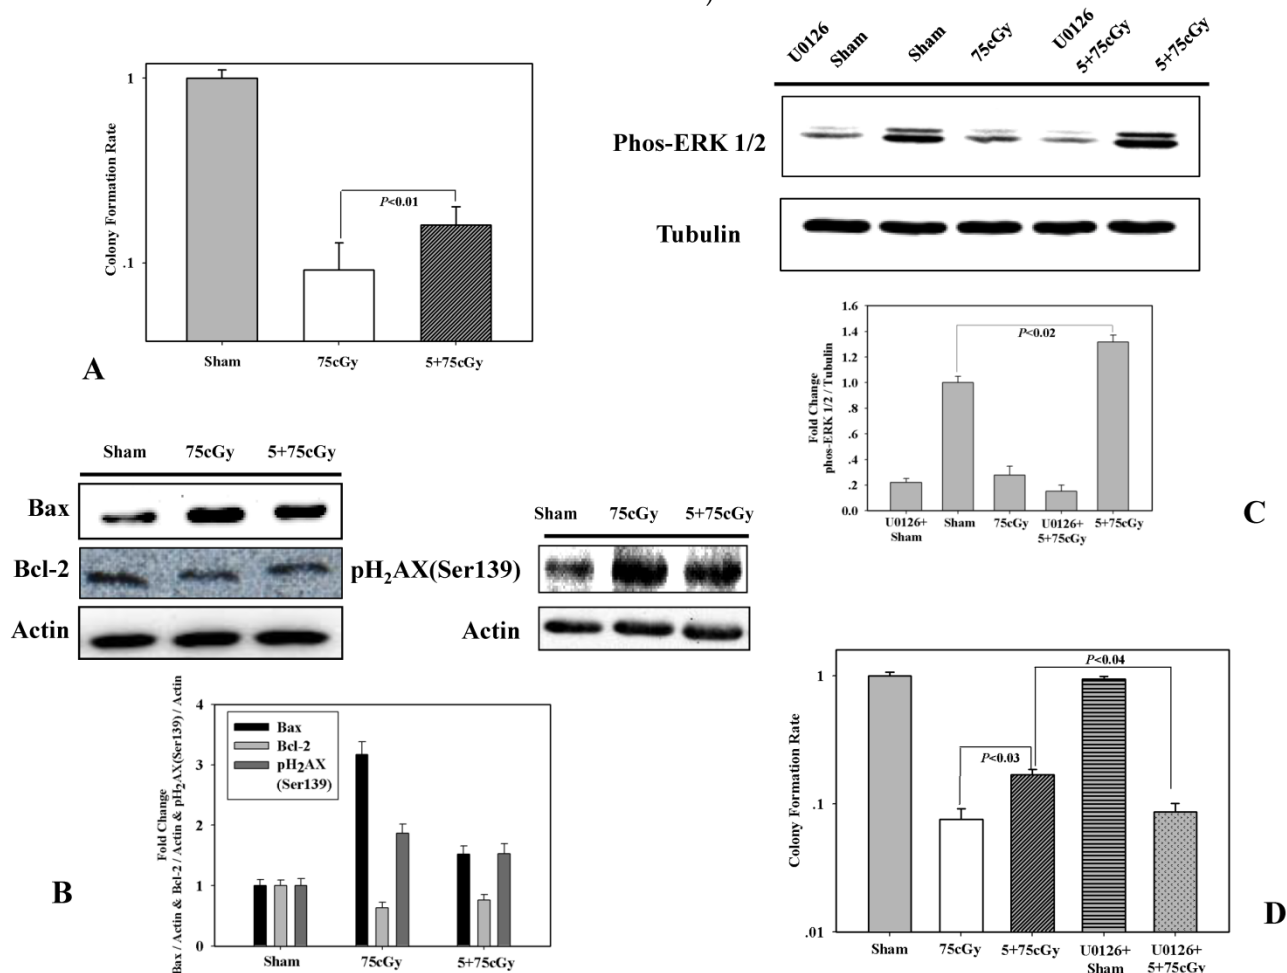 )
1
.1
Colony Formation Rate
P<0.01
Sham
75cGy
5+75cGy
A
U0126
Sham
Sham
75cGy
U0126
5+75cGy
5+75cGy
Phos-ERK 1/2
Tubulin
1.6
1.4
1.2
1.0
.8
.6
.4
.2
0.0
Fold Change
phos-ERK 1/2 / Tubulin
P<0.02
U0126+
Sham
Sham
75cGy
U0126+
5+75cGy
5+75cGy
C
Sham
75cGy
5+75cGy
Bax
Bcl-2
Actin
Sham
75cGy
5+75cGy
pH₂AX(Ser139)
Actin
4
3
2
1
0
Fold Change
Bax / Actin & Bcl-2 / Actin & pH₂AX(Ser139) / Actin
Bax
Bcl-2
pH₂AX
(Ser139)
Sham
75cGy
5+75cGy
B
1
.1
.01
Colony Formation Rate
P<0.03
P<0.04
Sham
75cGy
5+75cGy
U0126+
Sham
U0126+
5+75cGy
D